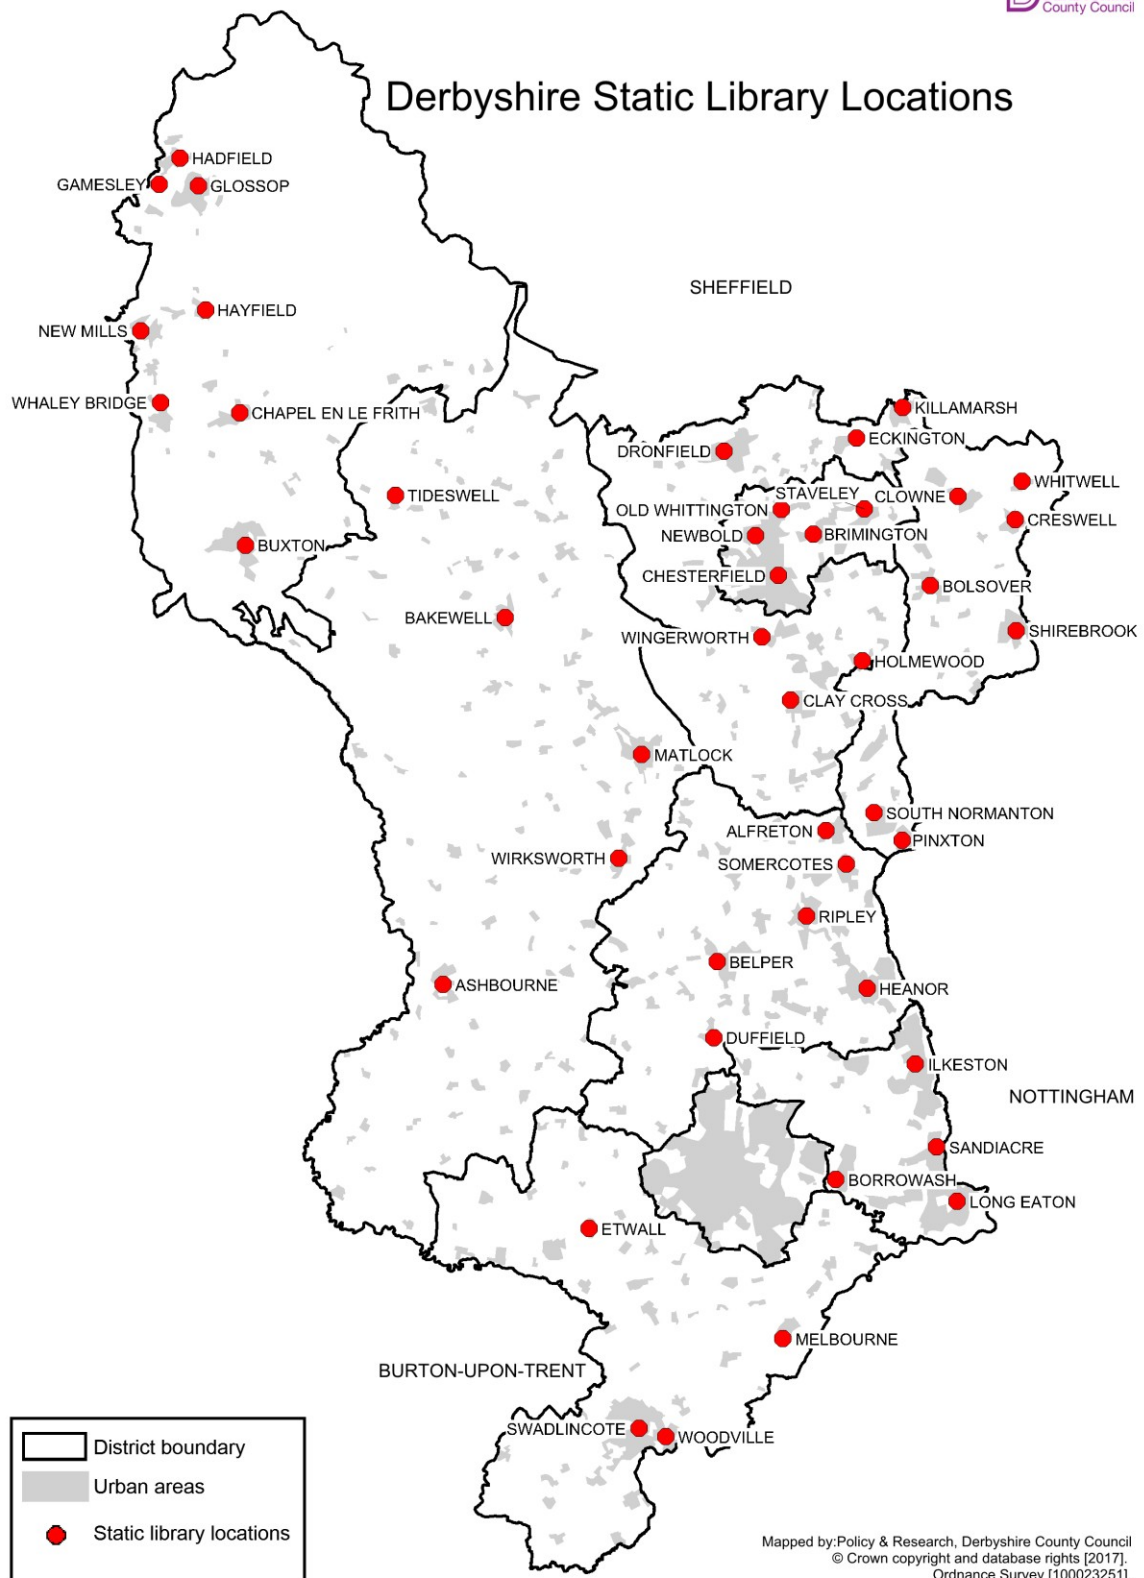 County Council
Derbyshire Static Library Locations
HADFIELD
GAMESLEY
GLOSSOP
SHEFFIELD
HAYFIELD
NEW MILLS
WHALEY BRIDGE
CHAPEL EN LE FRITH
KILLAMARSH
ECKINGTON
DRONFIELD
WHITWELL
TIDESWELL
STAVELEY
CLOWNE
OLD WHITTINGTON
CRESWELL
NEWBOLD
BRIMINGTON
BUXTON
CHESTERFIELD
BOLSOVER
BAKEWELL
WINGERWORTH
SHIREBROOK
HOLMEWOOD
CLAY CROSS
MATLOCK
SOUTH NORMANTON
ALFRETON
PINXTON
WIRKSWORTH
SOMERCOTES
RIPLEY
BELPER
ASHBOURNE
HEANOR
DUFFIELD
ILKESTON
NOTTINGHAM
SANDIACRE
BORROWASH
LONG EATON
ETWALL
MELBOURNE
BURTON-UPON-TRENT
SWADLINCOTE
WOODVILLE
District boundary
Urban areas
Static library locations
Mapped by:Policy & Research, Derbyshire County Council
© Crown copyright and database rights [2017].
Ordnance Survey [100023251]